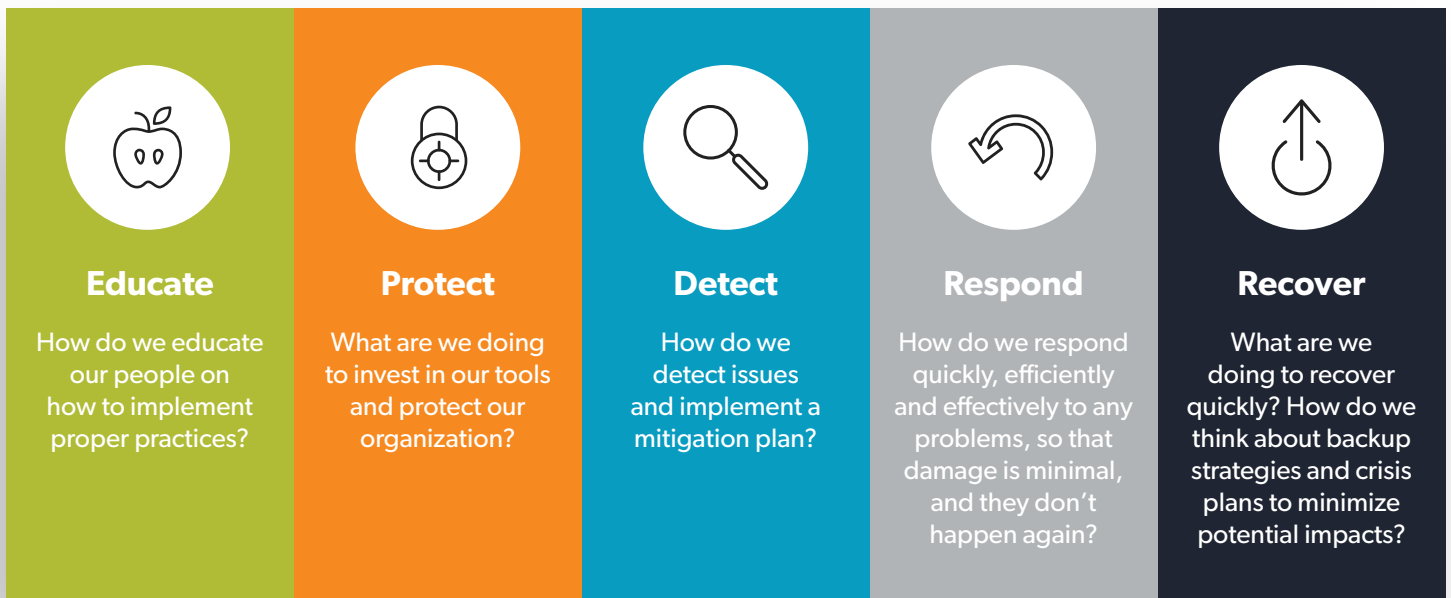 Educate
How do we educate
our people on
how to implement
proper practices?
Protect
What are we doing
to invest in our tools
and protect our
organization?
Detect
How do we
detect issues
and implement a
mitigation plan?
Respond
How do we respond
quickly, efficiently
and effectively to any
problems, so that
damage is minimal,
and they don’t
happen again?
Recover
What are we
doing to recover
quickly? How do we
think about backup
strategies and crisis
plans to minimize
potential impacts?